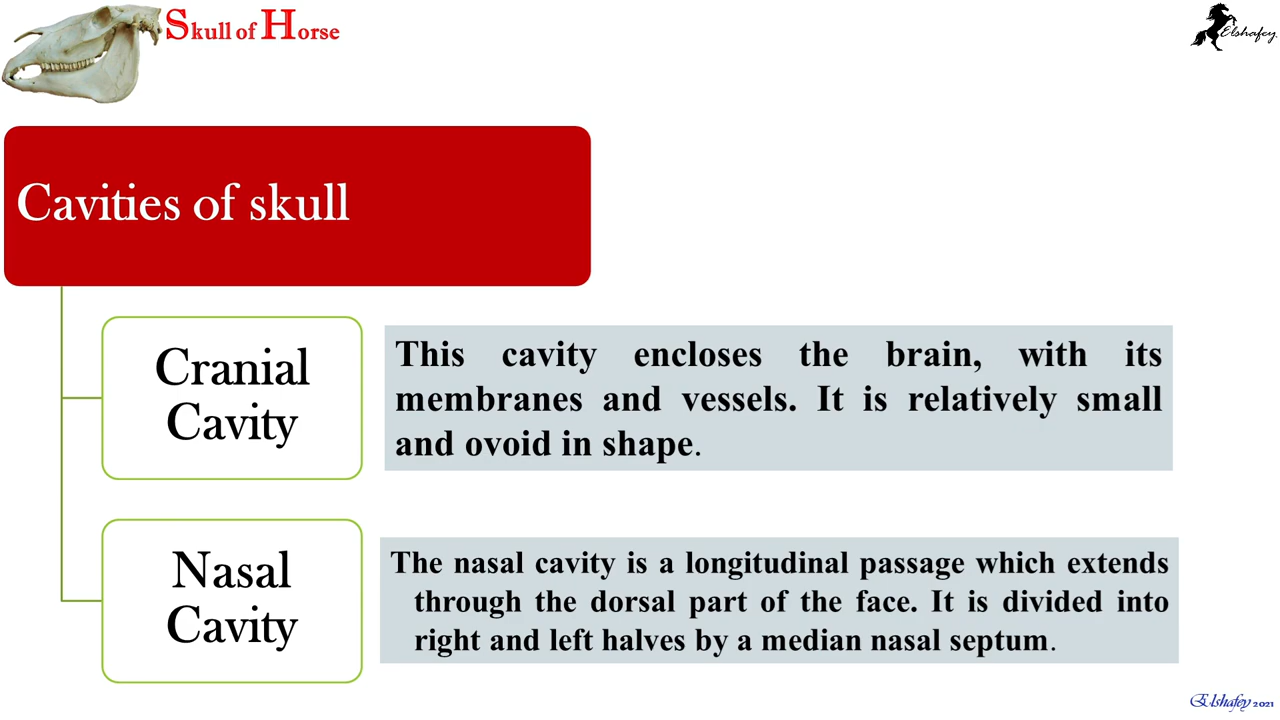 Skull of Horse
Elshafey
Cavities of skull
Cranial
Cavity
This cavity encloses the brain, with its
membranes and vessels. It is relatively small
and ovoid in shape.
Nasal
Cavity
The nasal cavity is a longitudinal passage which extends
through the dorsal part of the face. It is divided into
right and left halves by a median nasal septum.
Elshafey 2021